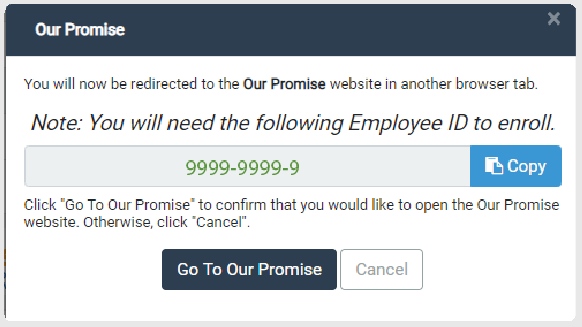 Our Promise
You will now be redirected to the Our Promise website in another browser tab.
Note: You will need the following Employee ID to enroll.
9999-9999-9
Copy
Click "Go To Our Promise" to confirm that you would like to open the Our Promise
website. Otherwise, click "Cancel".
Go To Our Promise
Cancel